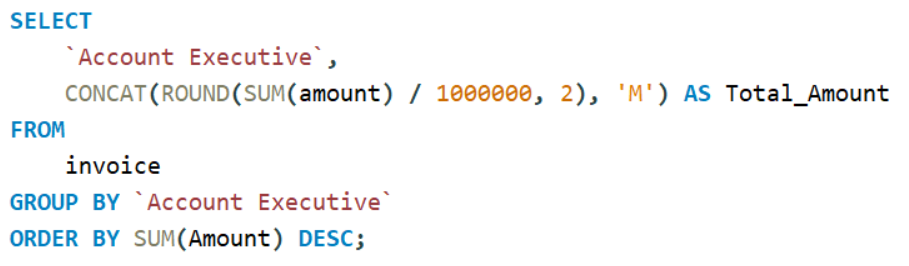 SELECT
`Account Executive`,
CONCAT(ROUND(SUM(amount) / 1000000, 2), 'M') AS Total_Amount
FROM
invoice
GROUP BY `Account Executive`
ORDER BY SUM(Amount) DESC;